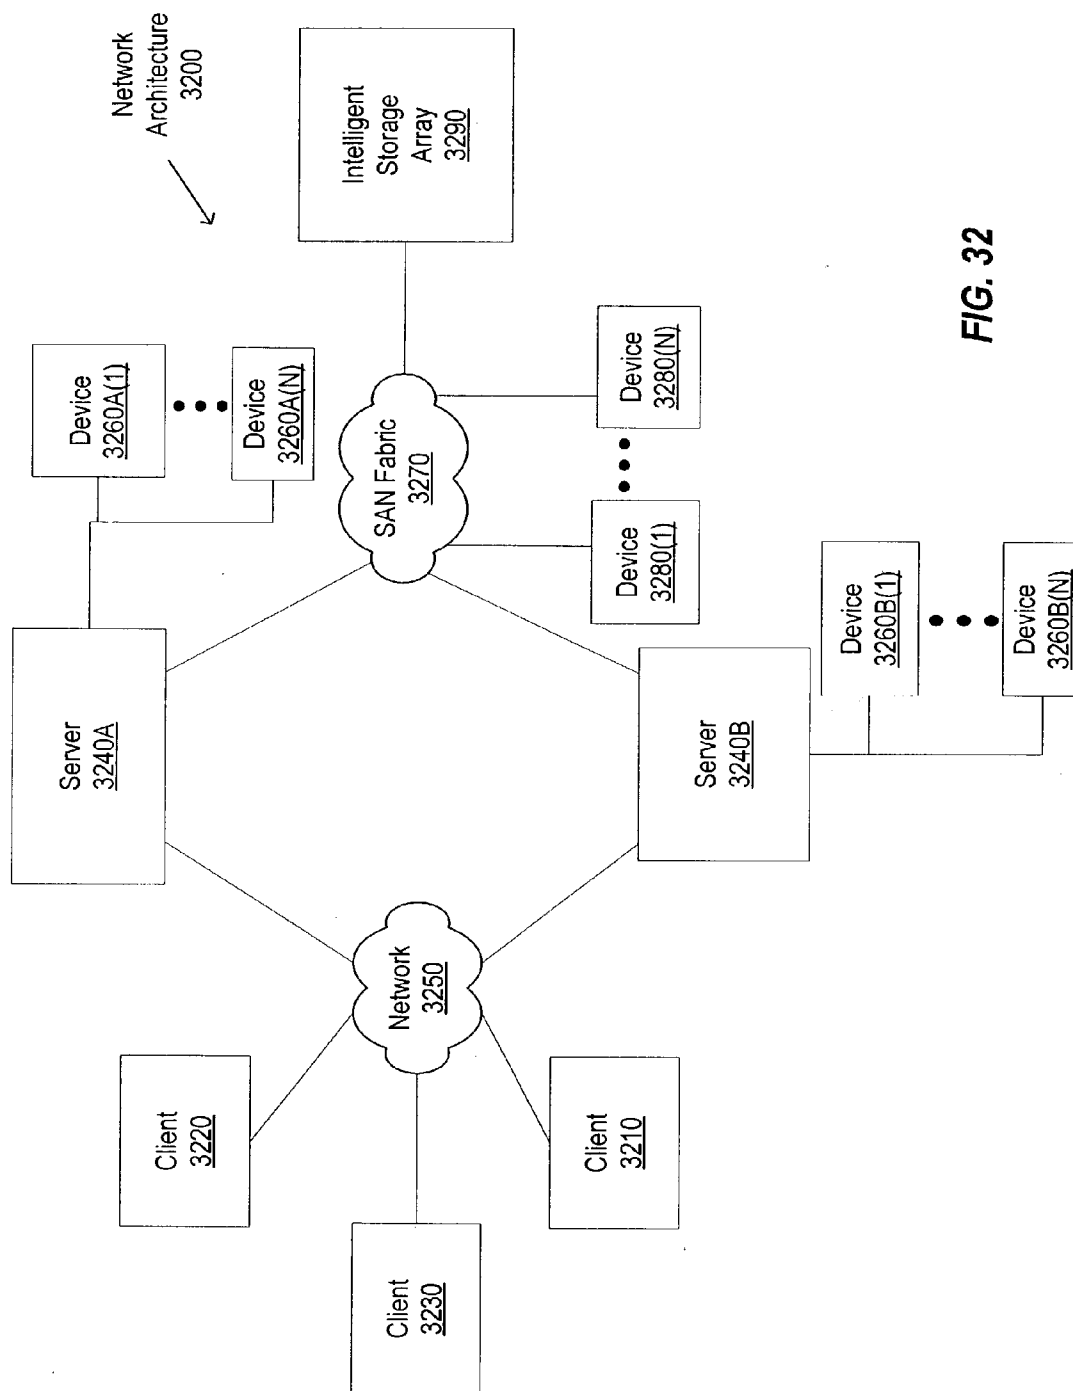 Network
Architecture
3200
Server
3240A
Device
3260A(1)
Device
3260A(N)
Client
3220
Client
3230
Client
3210
Network
3250
SAN Fabric
3270
Intelligent
Storage
Array
3290
Device
3280(1)
Device
3280(N)
Server
3240B
Device
3260B(1)
Device
3260B(N)
FIG. 32